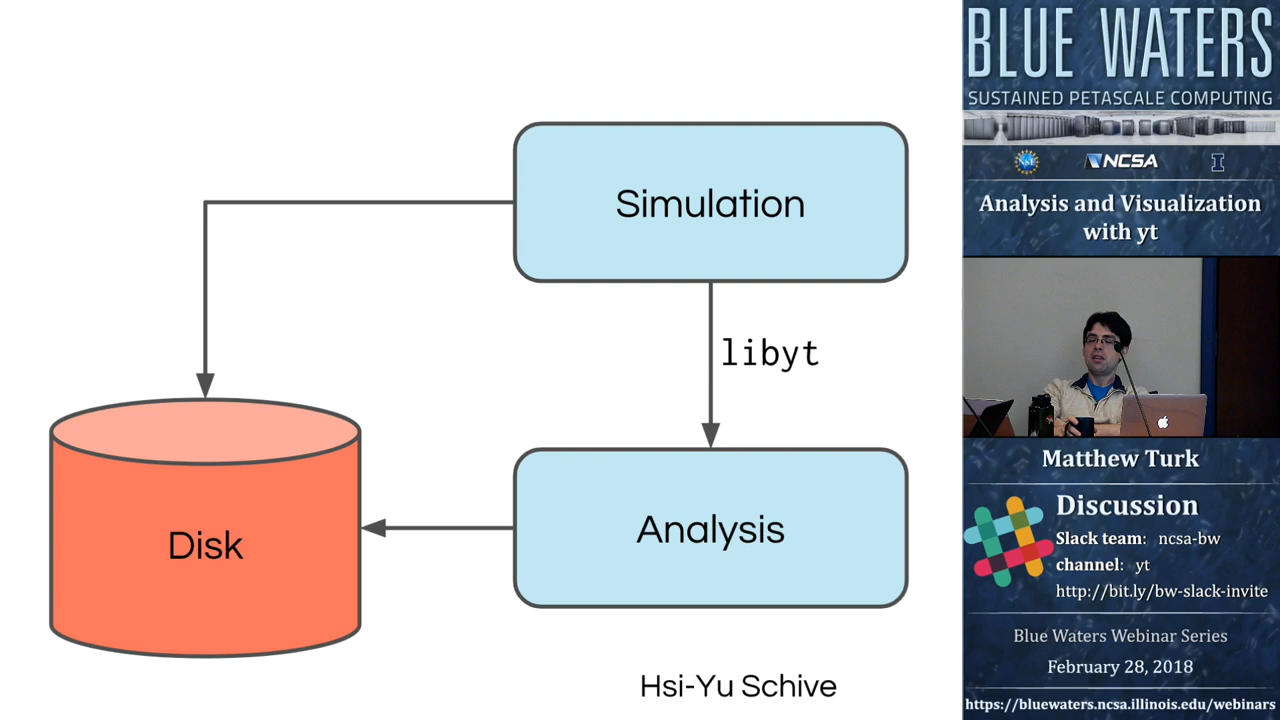 Simulation
libyt
Disk
Analysis
Hsi-Yu Schive
BLUE WATERS
SUSTAINED PETASCALE COMPUTING
NSF
NCSA
I
Analysis and Visualization
with yt
Matthew Turk
Discussion
Slack team: ncsa-bw
channel: yt
http://bit.ly/bw-slack-invite
Blue Waters Webinar Series
February 28, 2018
https://bluewaters.ncsa.illinois.edu/webinars